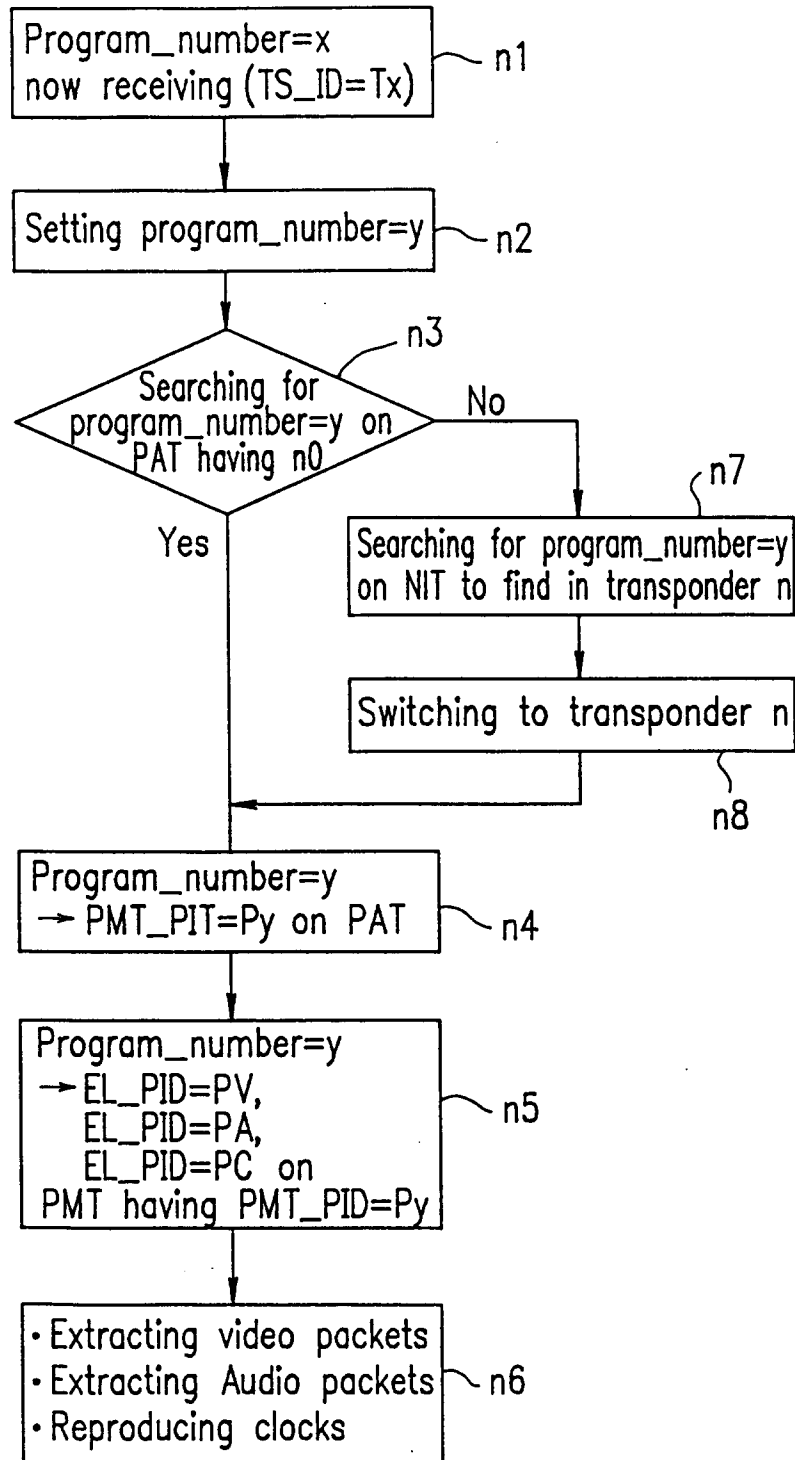 Program_number=x
now receiving (TS_ID=Tx)
n1
Setting program_number=y
n2
n3
Searching for
program_number=y on
PAT having n0
No
Yes
n7
Searching for program_number=y
on NIT to find in transponder n
Switching to transponder n
n8
Program_number=y
→ PMT_PIT=Py on PAT
n4
Program_number=y
→ EL_PID=PV,
EL_PID=PA,
EL_PID=PC on
PMT having PMT_PID=Py
n5
・Extracting video packets
・Extracting Audio packets
・Reproducing clocks
n6